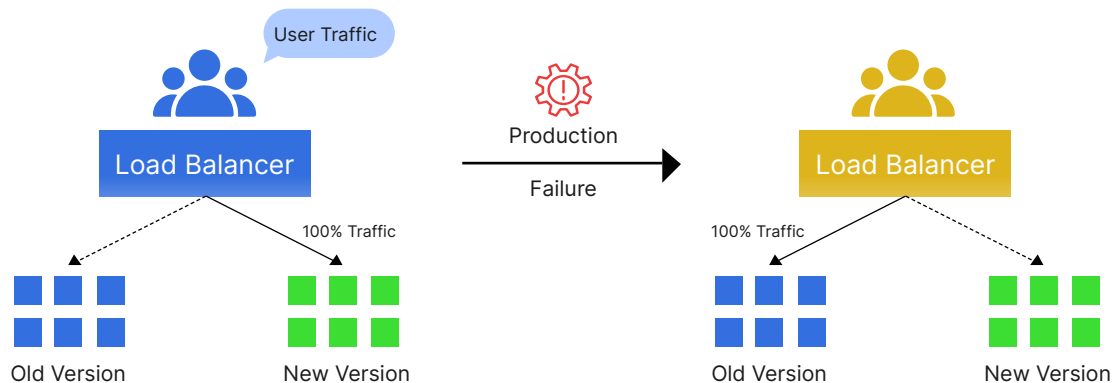 User Traffic
Load Balancer
100% Traffic
Old Version
New Version
Production
Failure
Load Balancer
100% Traffic
Old Version
New Version